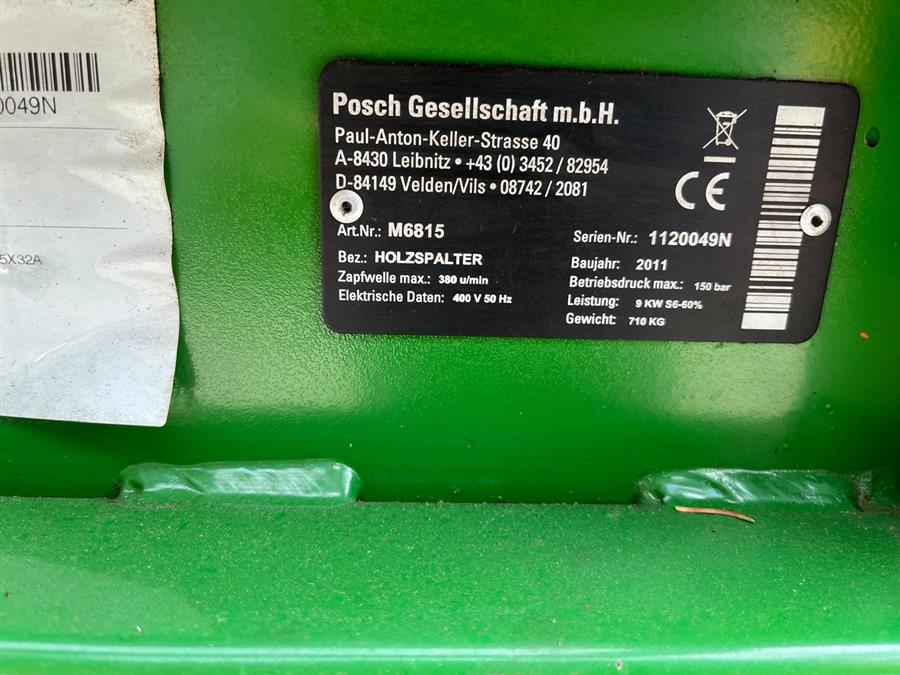 0049N
5X32A
Posch Gesellschaft m.b.H.
Paul-Anton-Keller-Strasse 40
A-8430 Leibnitz • +43 (0) 3452 / 82954
D-84149 Velden/Vils • 08742 / 2081
CE
Art.Nr.: M6815
Serien-Nr.: 1120049N
Bez.: HOLZSPALTER
Baujahr: 2011
Zapfwelle max.: 380 u/min
Betriebsdruck max.: 150 bar
Elektrische Daten: 400 V 50 Hz
Leistung: 9 KW S6-60%
Gewicht: 710 KG